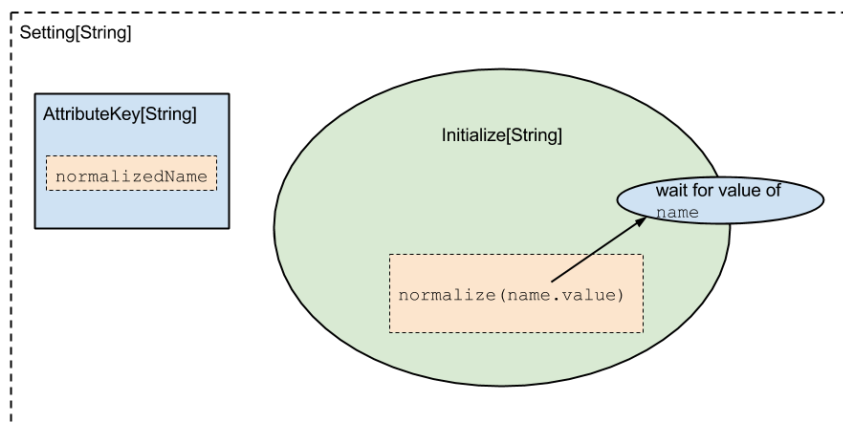 Setting[String]
AttributeKey[String]
normalizedName
Initialize[String]
wait for value of
name
normalize(name.value)